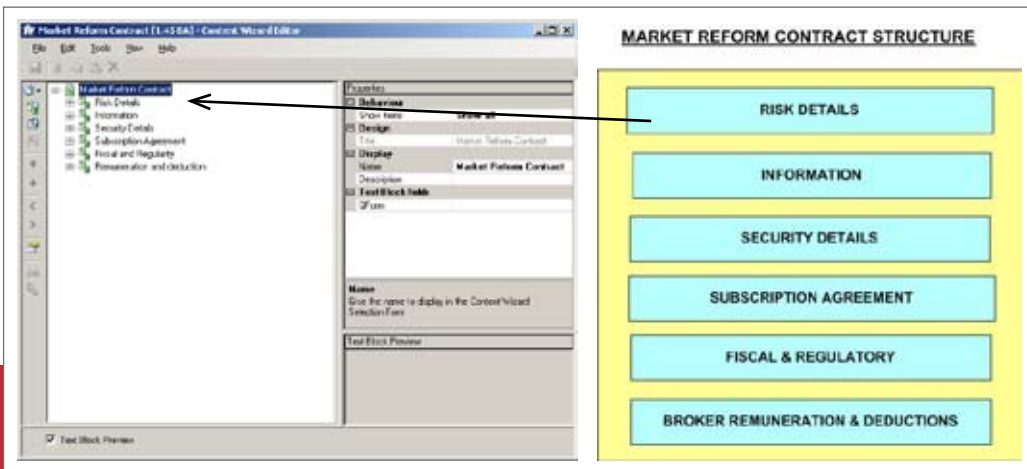 Market Reform Contract [1.45 8A] - Content Wizard Editor
File Edit Tools View Help
Market Reform Contract
Risk Details
Information
Security Details
Subscription Agreement
Fiscal and Regularty
Remuneration and deduction
Properties
Behaviour
Show Items Show all
Design
Title Market Reform Contract
Display
Name Market Reform Contract
Description
Text Block fields
Name
Give the name to display in the Content Wizard
Selection Form
Text Block Preview
Text Block Preview
MARKET REFORM CONTRACT STRUCTURE
RISK DETAILS
INFORMATION
SECURITY DETAILS
SUBSCRIPTION AGREEMENT
FISCAL & REGULATORY
BROKER REMUNERATION & DEDUCTIONS